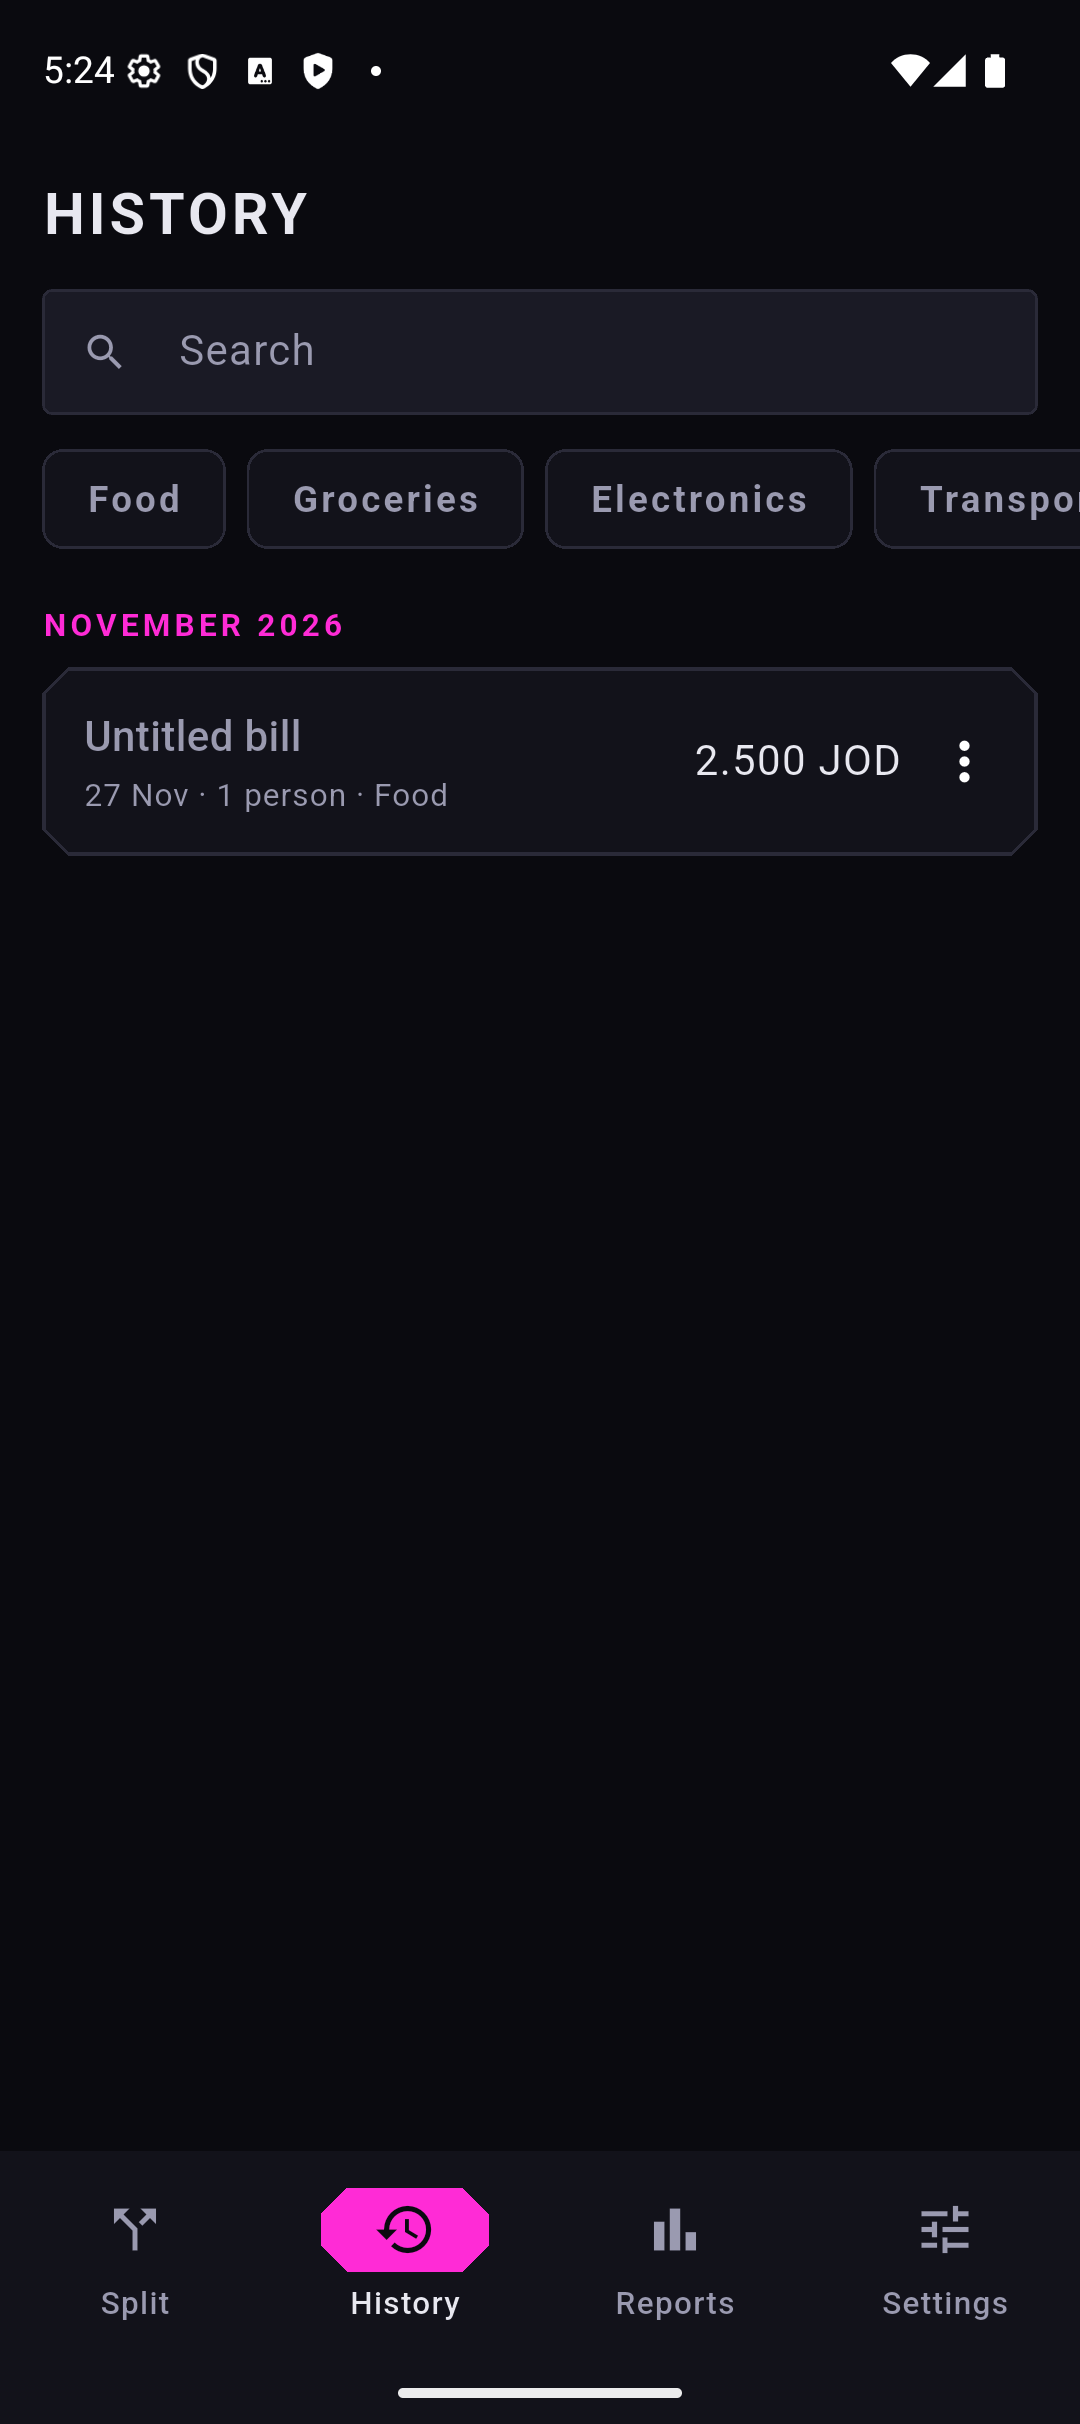 5:24
HISTORY
Search
Food Groceries Electronics Transpo
NOVEMBER 2026
Untitled bill
2.500 JOD
27 Nov · 1 person · Food
Split History Reports Settings